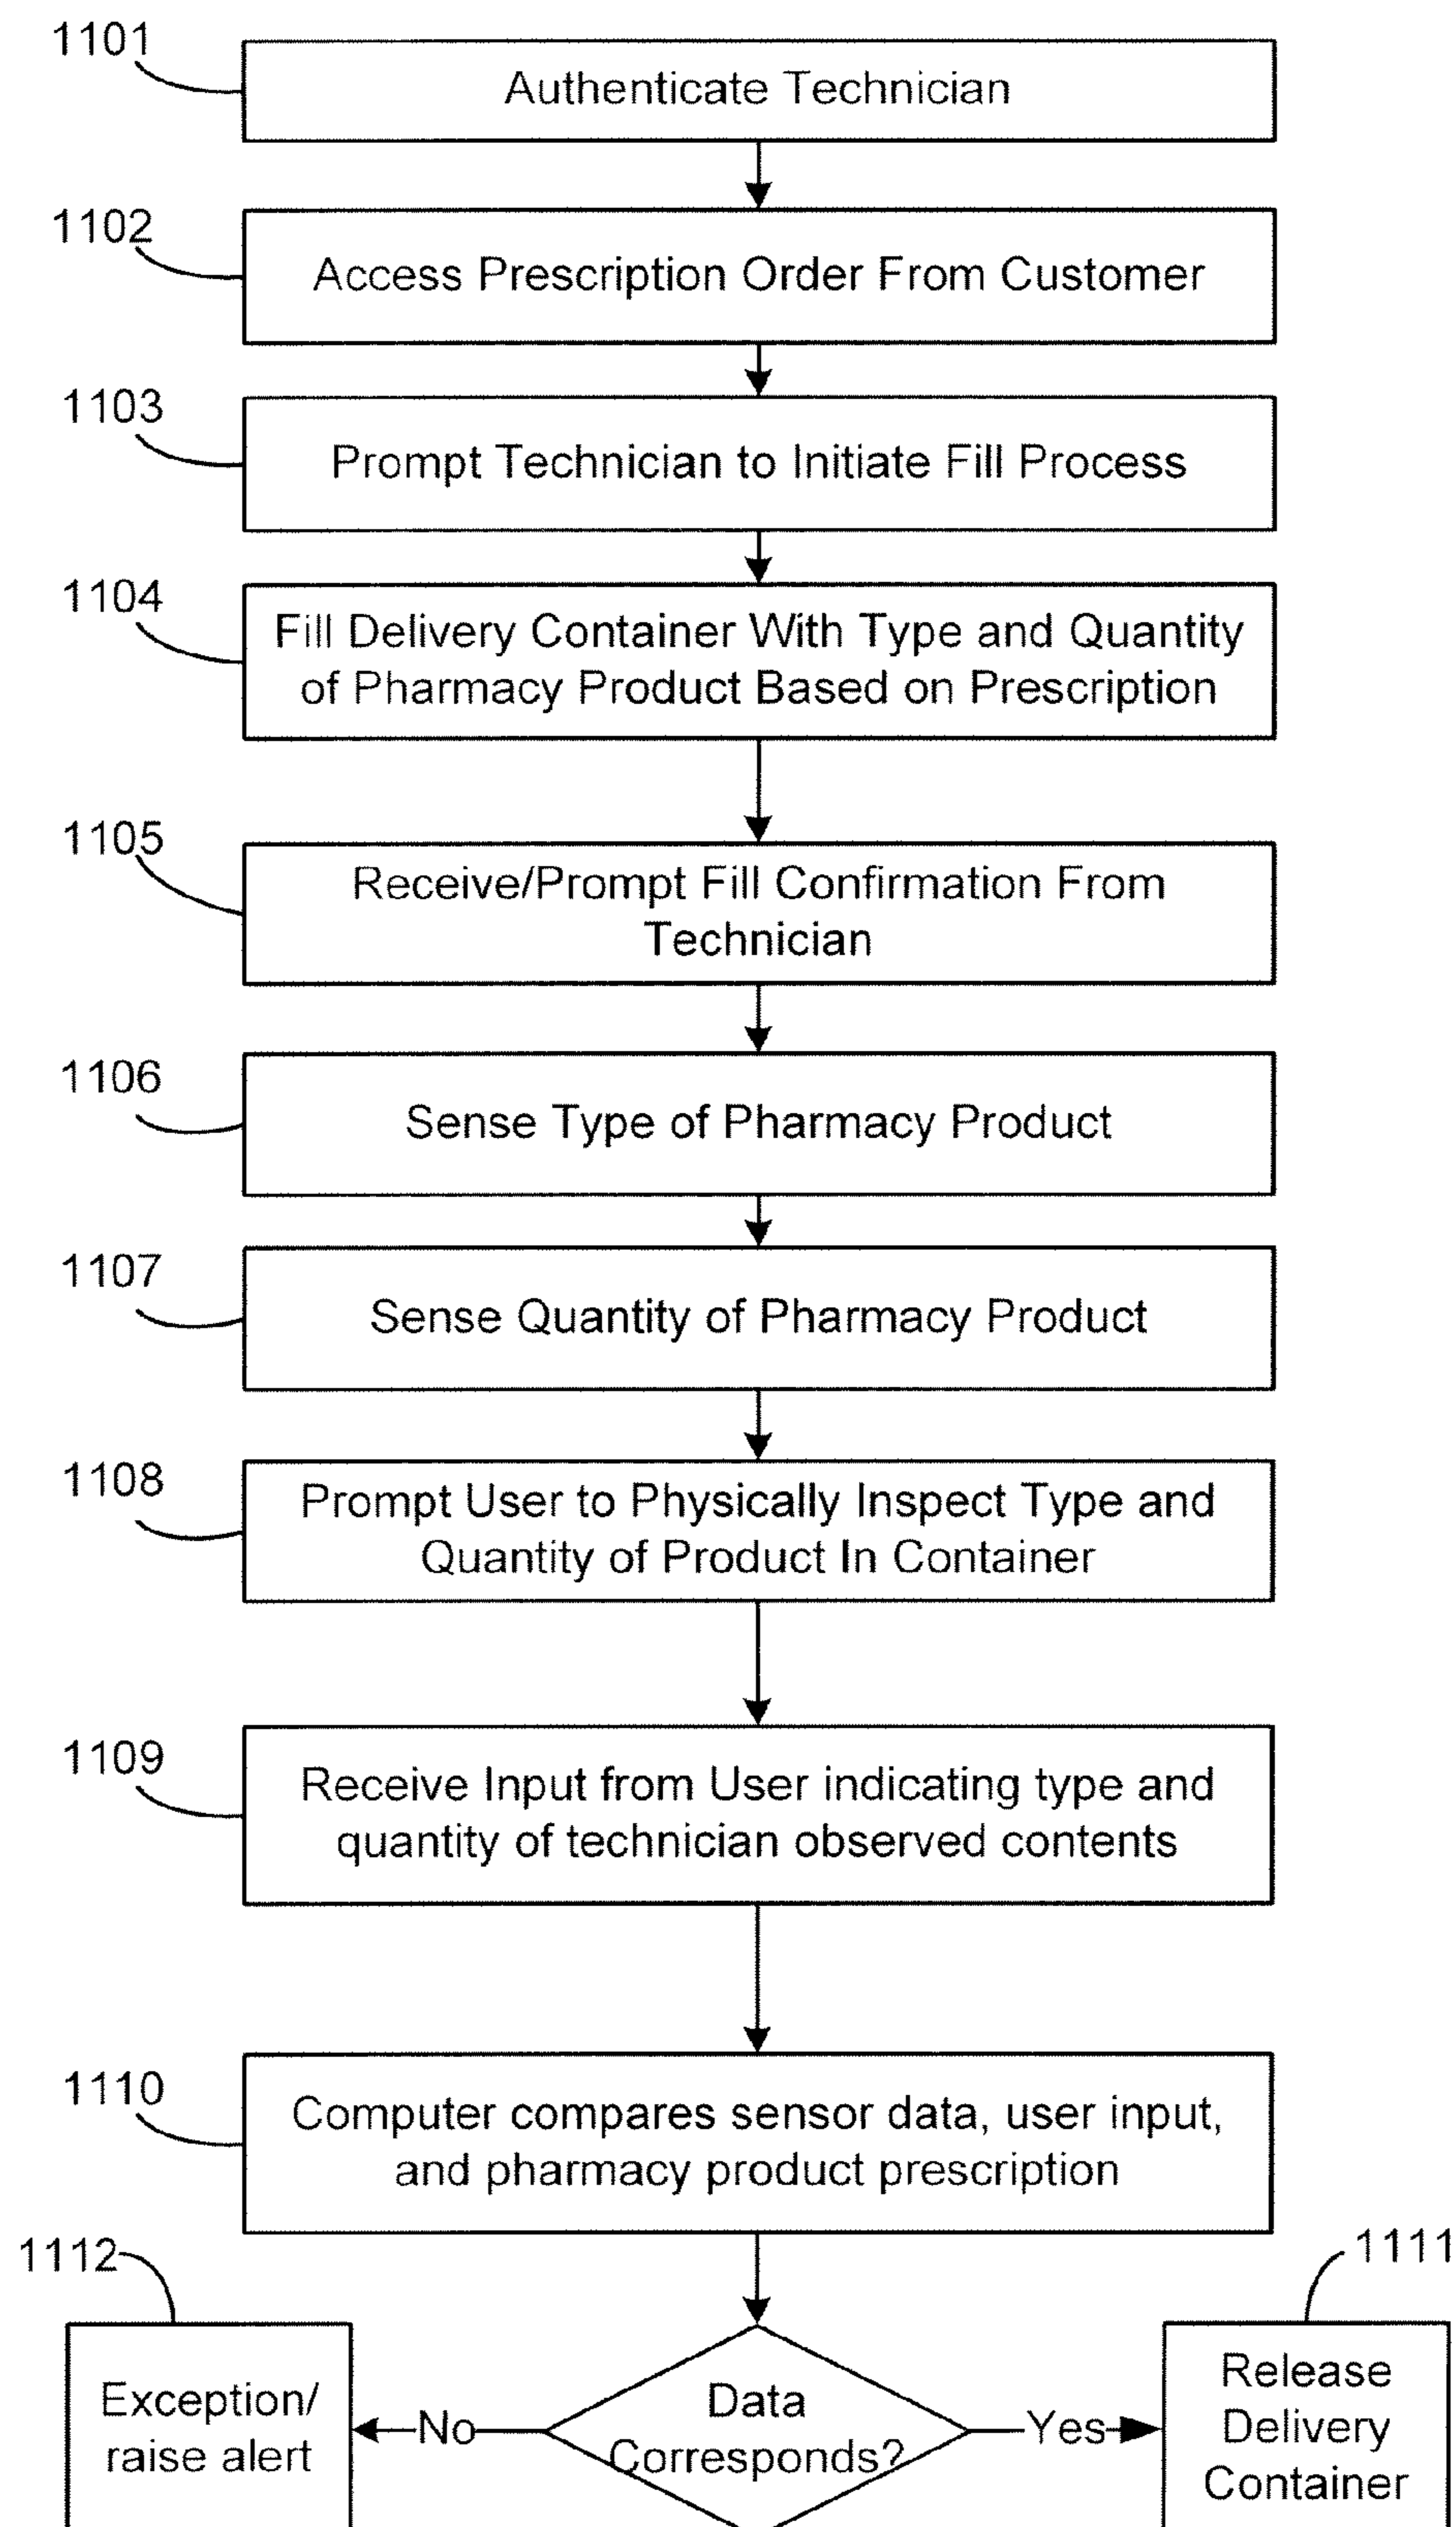 1101
Authenticate Technician
1102
Access Prescription Order From Customer
1103
Prompt Technician to Initiate Fill Process
1104
Fill Delivery Container With Type and Quantity
of Pharmacy Product Based on Prescription
1105
Receive/Prompt Fill Confirmation From
Technician
1106
Sense Type of Pharmacy Product
1107
Sense Quantity of Pharmacy Product
1108
Prompt User to Physically Inspect Type and
Quantity of Product In Container
1109
Receive Input from User indicating type and
quantity of technician observed contents
1110
Computer compares sensor data, user input,
and pharmacy product prescription
1112
1111
Exception/
raise alert
No
Data
Corresponds?
Yes
Release
Delivery
Container